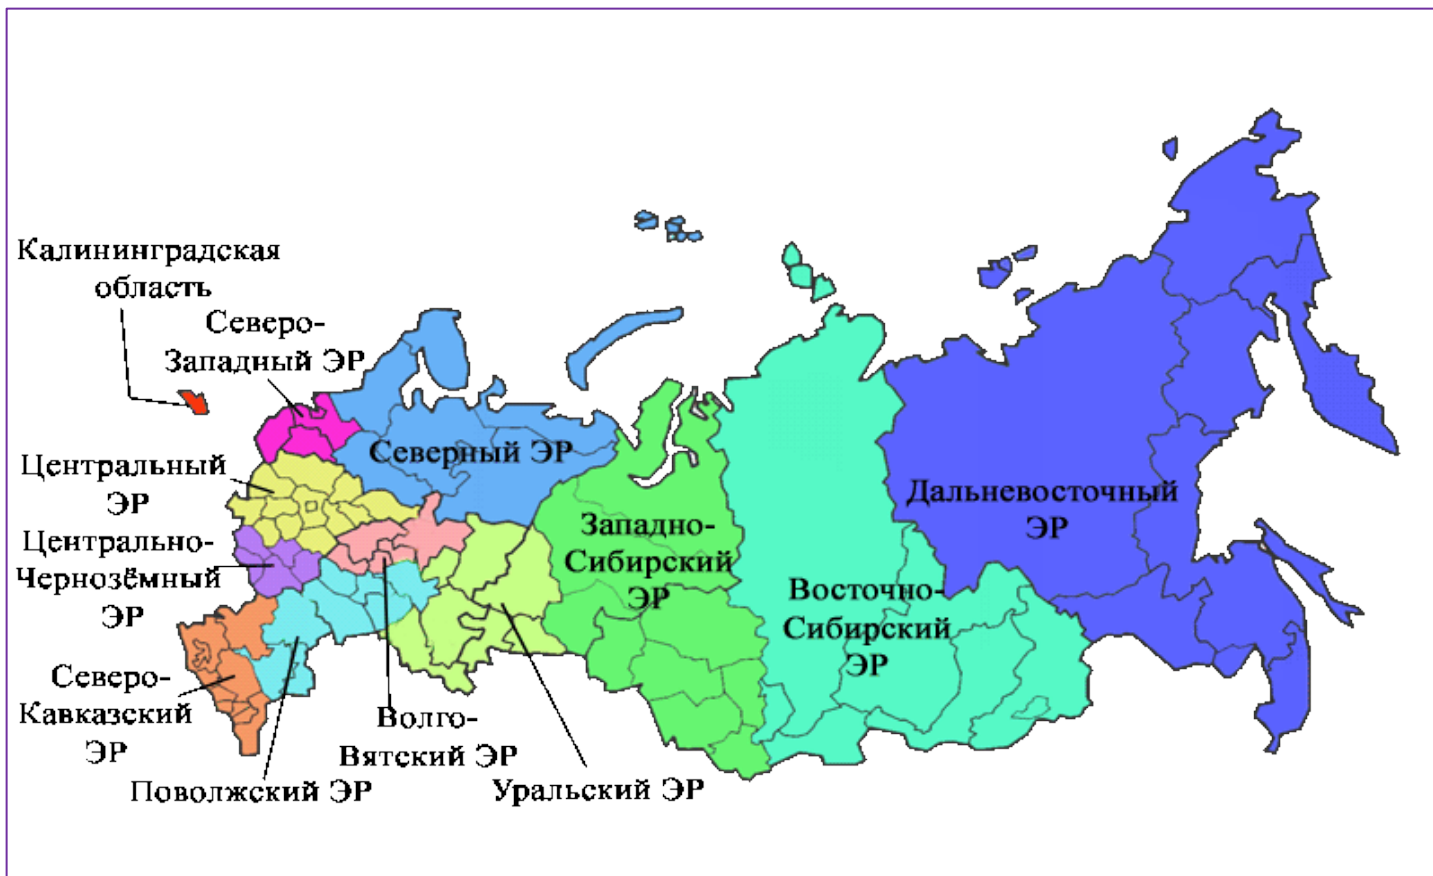 Калининградская
область
Северо-
Западный ЭР
Северный ЭР
Центральный
ЭР
Центрально-
Чернозёмный
ЭР
Северо-
Кавказский
ЭР
Поволжский ЭР
Волго-
Вятский ЭР
Уральский ЭР
Западно-
Сибирский
ЭР
Восточно-
Сибирский
ЭР
Дальневосточный
ЭР